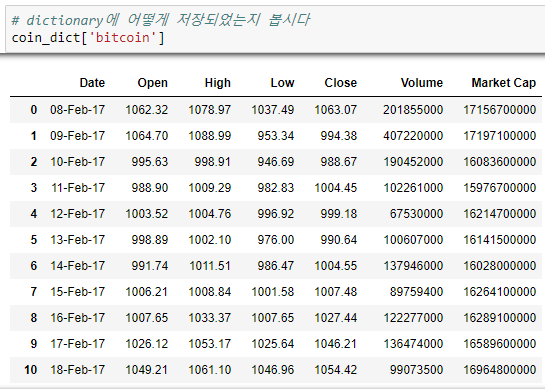 # dictionary에 어떻게 저장되었는지 봅시다
coin_dict['bitcoin']
Date Open High Low Close Volume Market Cap
0 08-Feb-17 1062.32 1078.97 1037.49 1063.07 201855000 17156700000
1 09-Feb-17 1064.70 1088.99 953.34 994.38 407220000 17197100000
2 10-Feb-17 995.63 998.91 946.69 988.67 190452000 16083600000
3 11-Feb-17 988.90 1009.29 982.83 1004.45 102261000 15976700000
4 12-Feb-17 1003.52 1004.76 996.92 999.18 67530000 16214700000
5 13-Feb-17 998.89 1002.10 976.00 990.64 100607000 16141500000
6 14-Feb-17 991.74 1011.51 986.47 1004.55 137946000 16028000000
7 15-Feb-17 1006.21 1008.84 1001.58 1007.48 89759400 16264100000
8 16-Feb-17 1007.65 1033.37 1007.65 1027.44 122277000 16289100000
9 17-Feb-17 1026.12 1053.17 1025.64 1046.21 136474000 16589600000
10 18-Feb-17 1049.21 1061.10 1046.96 1054.42 99073500 16964800000